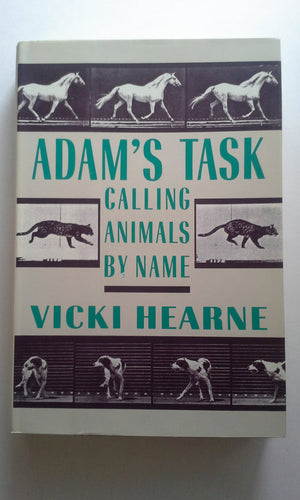 ADAM'S TASK
CALLING
ANIMALS
BY NAME
VICKI HEARNE